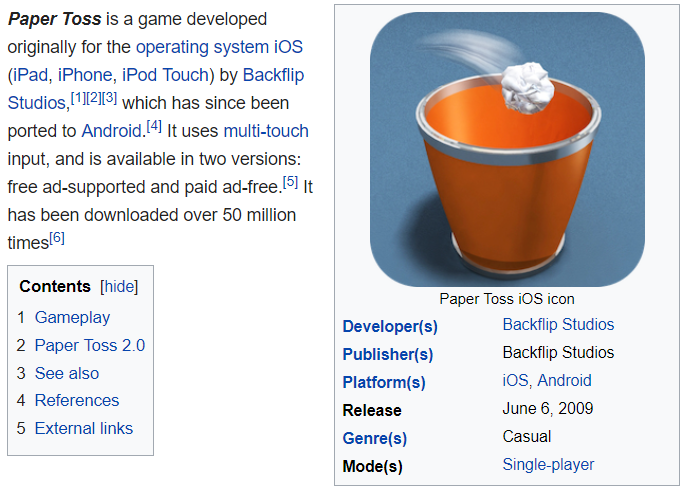 Paper Toss is a game developed
originally for the operating system iOS
(iPad, iPhone, iPod Touch) by Backflip
Studios,[1][2][3] which has since been
ported to Android.[4] It uses multi-touch
input, and is available in two versions:
free ad-supported and paid ad-free.[5] It
has been downloaded over 50 million
times[6]
Contents [hide]
1 Gameplay
2 Paper Toss 2.0
3 See also
4 References
5 External links
Paper Toss iOS icon
Developer(s) Backflip Studios
Publisher(s) Backflip Studios
Platform(s) iOS, Android
Release June 6, 2009
Genre(s) Casual
Mode(s) Single-player